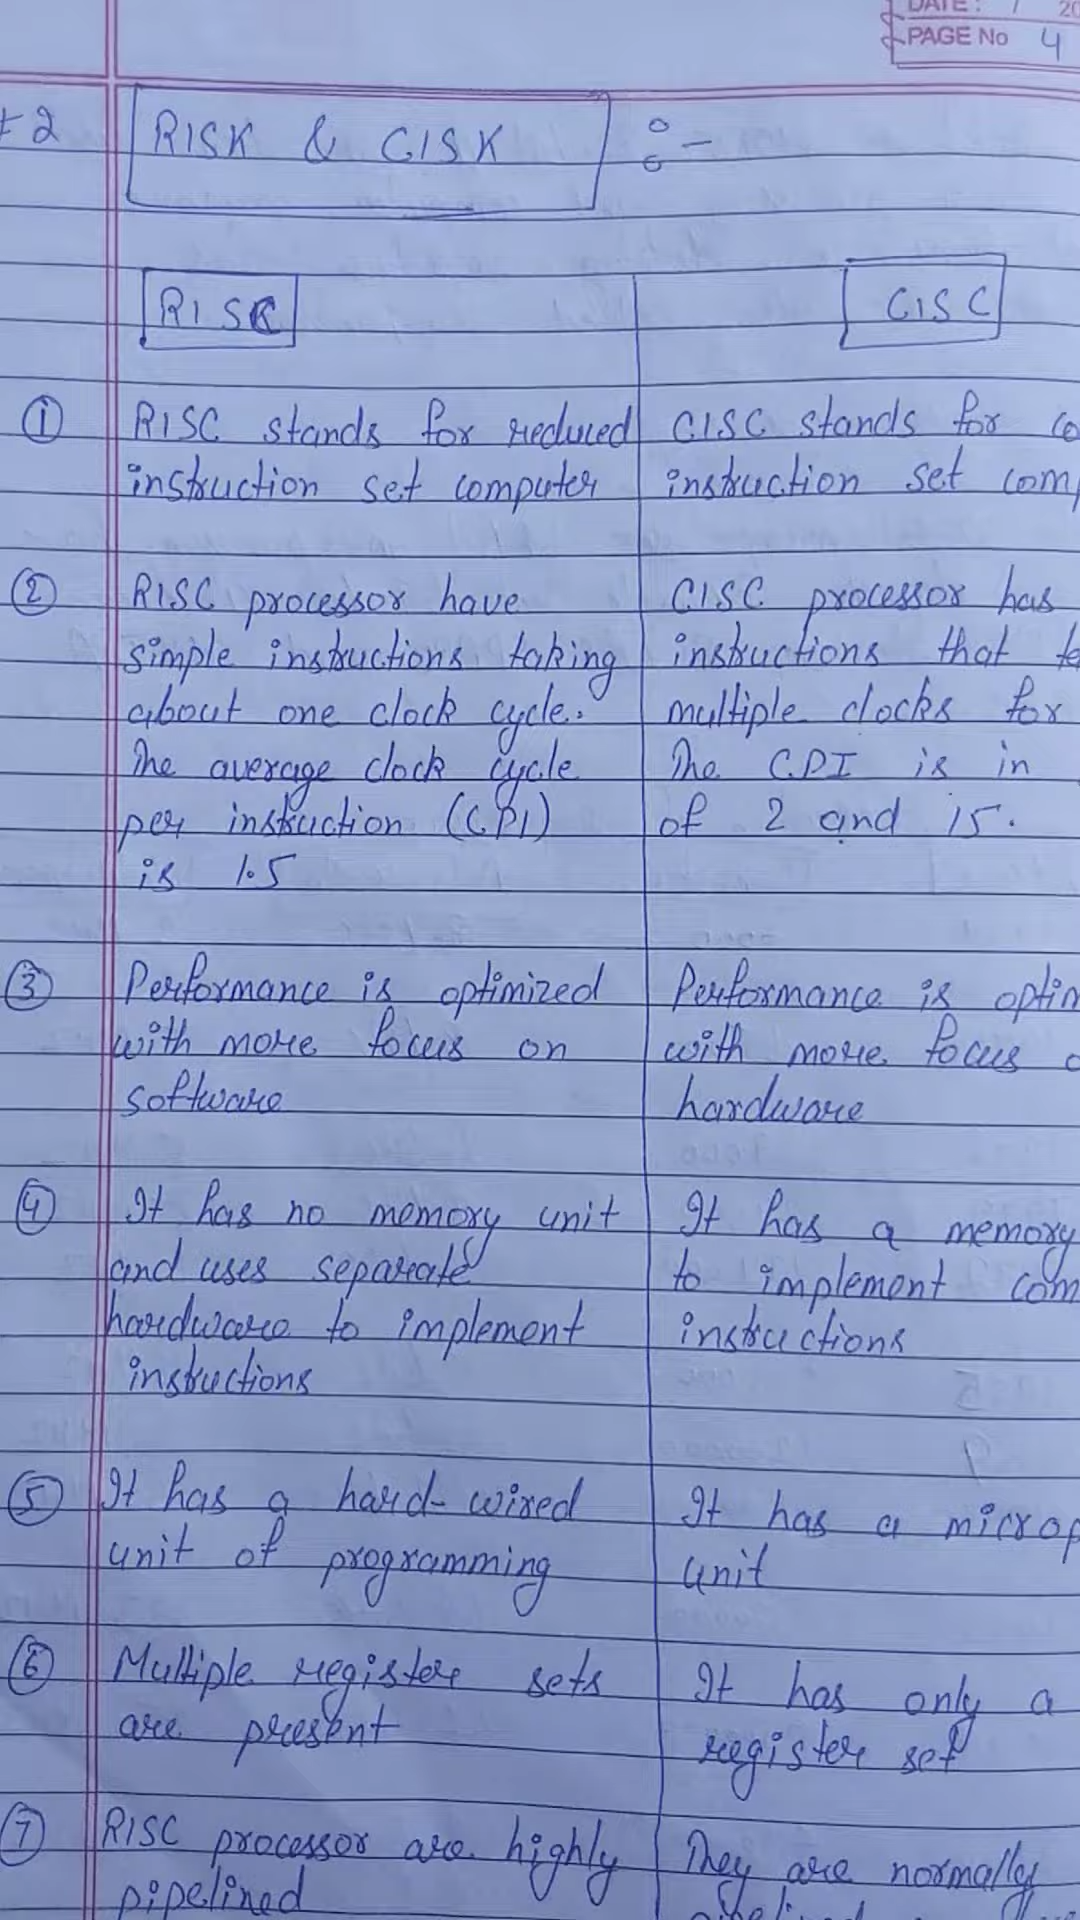 DATE: / 20
PAGE No 4
2 RISK & CISK :-
RISC
CISC
① RISC stands for reduced
instruction set computer
CISC stands for co
instruction set comp
② RISC processor have
simple instructions taking
about one clock cycle.
The average clock cycle
per instruction (CPI)
is 1.5
CISC processor has
instructions that ta
multiple clocks for
The CPI is in
of 2 and 15.
③ Performance is optimized
with more focus on
software
Performance is optim
with more focus o
hardware
④ It has no memory unit
and uses separate
hardware to implement
instructions
It has a memory
to implement com
instructions
⑤ It has a hard-wired
unit of programming
It has a microp
unit
⑥ Multiple register sets
are present
It has only a
register set
⑦ RISC processor are highly
pipelined
They are normally